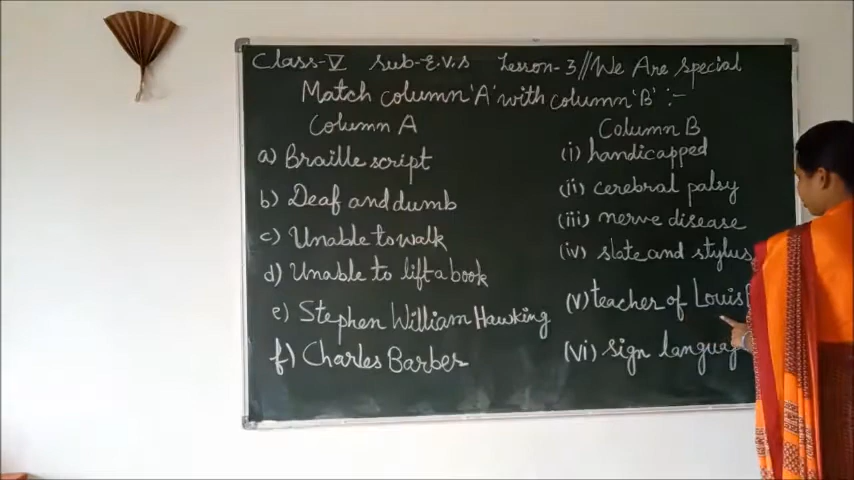 Class-V Sub-E.V.S Lesson-3//We Are Special
Match column 'A' with column 'B' :-
Column A Column B
a) Braille script (i) handicapped
b) Deaf and dumb (ii) cerebral palsy
c) Unable to walk (iii) nerve disease
d) Unable to lift a book (iv) slate and stylus
e) Stephen William Hawking (v) teacher of Louis
f) Charles Barber (vi) sign